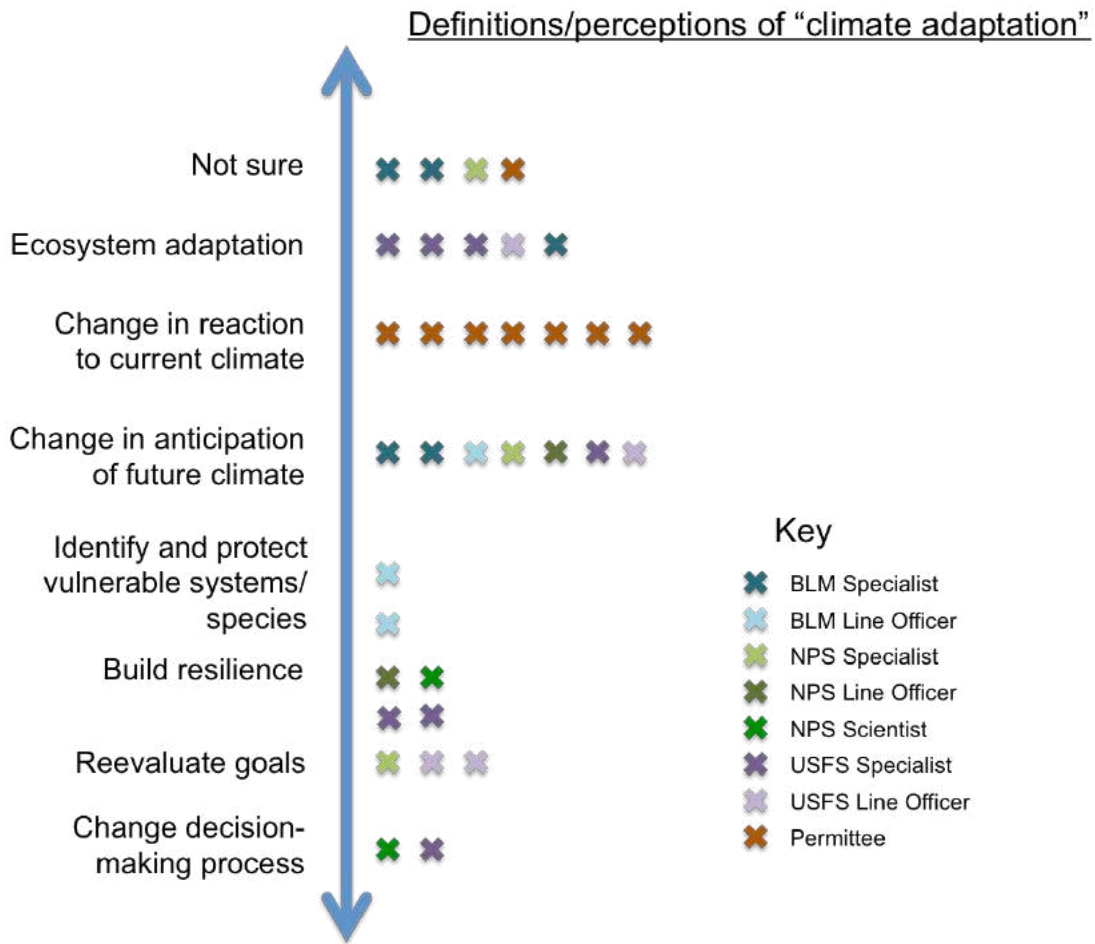 Definitions/perceptions of “climate adaptation”
Not sure
Ecosystem adaptation
Change in reaction
to current climate
Change in anticipation
of future climate
Identify and protect
vulnerable systems/
species
Build resilience
Reevaluate goals
Change decision-
making process
Key
BLM Specialist
BLM Line Officer
NPS Specialist
NPS Line Officer
NPS Scientist
USFS Specialist
USFS Line Officer
Permittee